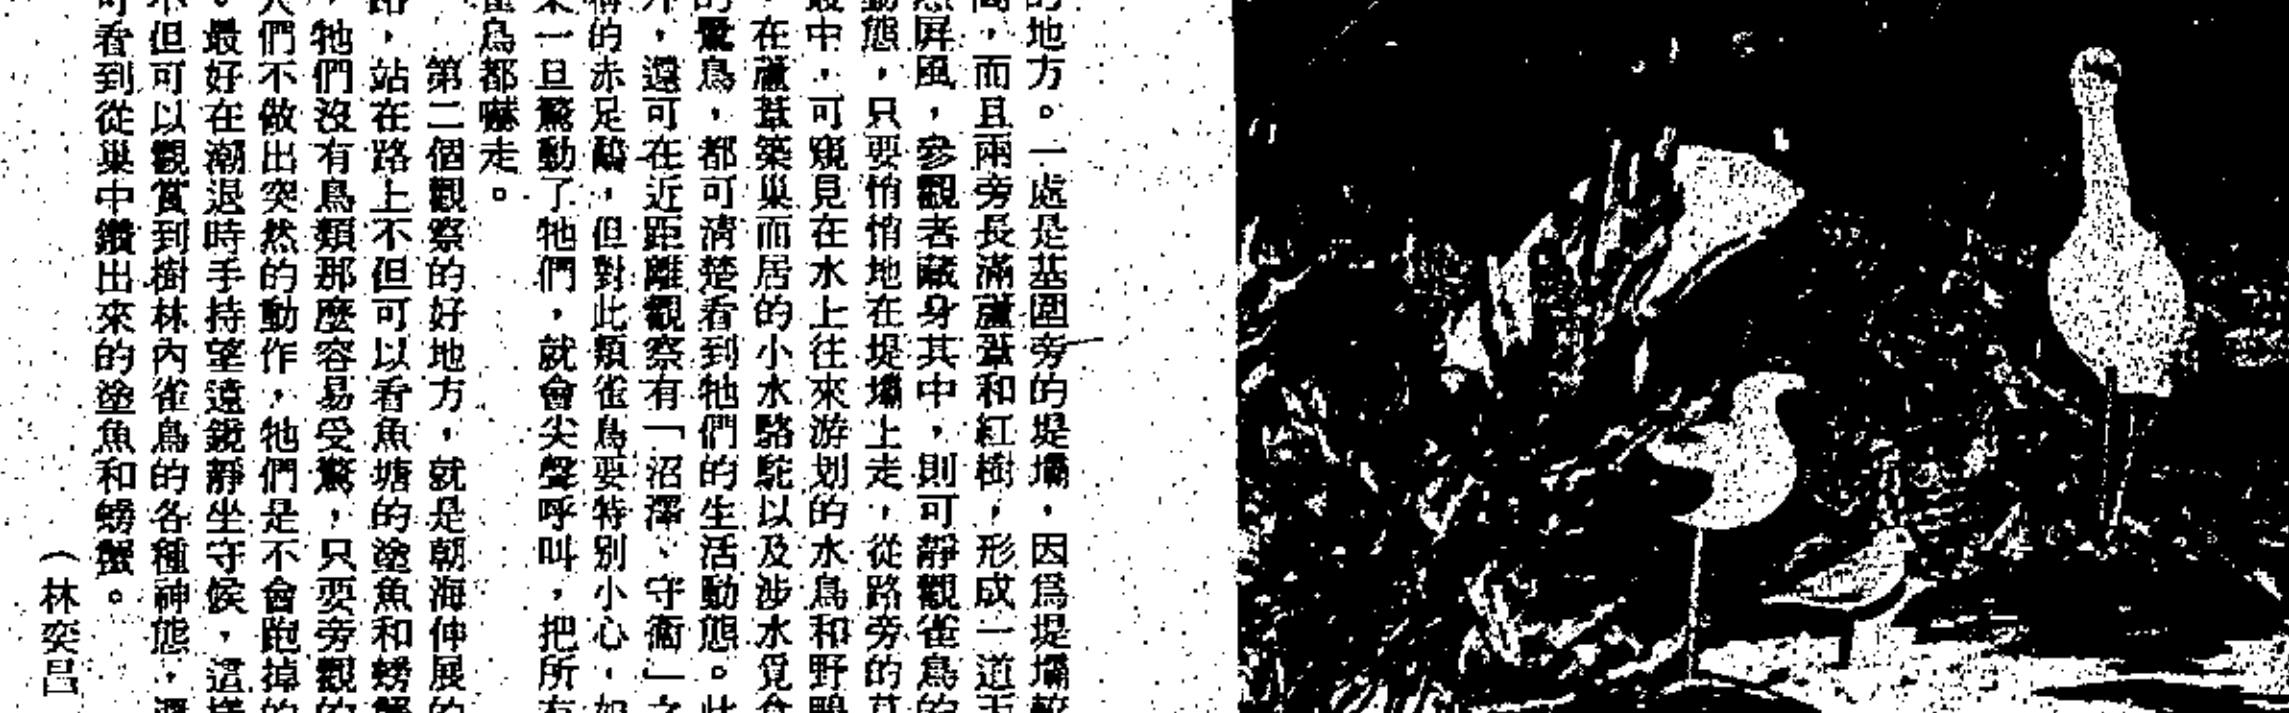 的地方。一處是基圍旁的堤壩,因爲堤壩較
高,而且兩旁長滿蘆葦和紅樹,形成一道天
然屏風,參觀者藏身其中,則可靜觀雀鳥的
動態,只要悄悄地在堤壩上走,從路旁的草
叢中,可窺見在水上往來游划的水鳥和野鴨
,在蘆葦築巢而居的小水駱駝以及涉水覓食
的鷺鳥,都可清楚看到牠們的生活動態。此
外,還可在近距離觀察有「沼澤、守衞」之
稱的赤足鷸,但對此類雀鳥要特別小心,如
果一旦驚動了牠們,就會尖聲呼叫,把所有
雀鳥都嚇走。
第二個觀察的好地方,就是朝海伸展的
路,站在路上不但可以看魚塘的塗魚和螃蟹
,牠們沒有鳥類那麼容易受驚,只要旁觀的
人們不做出突然的動作,牠們是不會跑掉的
。最好在潮退時手持望遠鏡靜坐守候,這樣
不但可以觀賞到樹林內雀鳥的各種神態,還
可看到從巢中鑽出來的塗魚和螃蟹。
(林奕昌